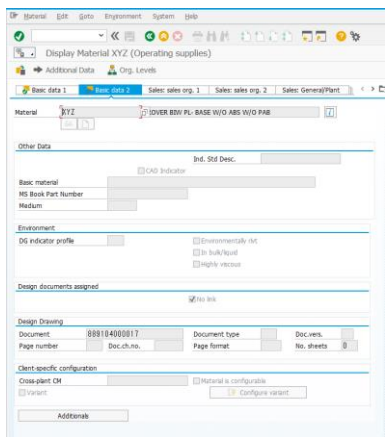 Material Edit Goto Environment System Help
Display Material XYZ (Operating supplies)
Additional Data Org. Levels
Basic data 1 Basic data 2 Sales: sales org. 1 Sales: sales org. 2 Sales: General/Plant
Material XYZ COVER BIW PL- BASE W/O ABS W/O PAB
Other Data
Ind. Std Desc.
CAD Indicator
Basic material
MS Book Part Number
Medium
Environment
DG indicator profile Environmentally rlvt
In bulk/liquid
Highly viscous
Design documents assigned
No link
Design Drawing
Document 889104000017 Document type Doc.vers.
Page number Doc.ch.no. Page format No. sheets 0
Client-specific configuration
Cross-plant CM Material is configurable
Variant Configure variant
Additionals